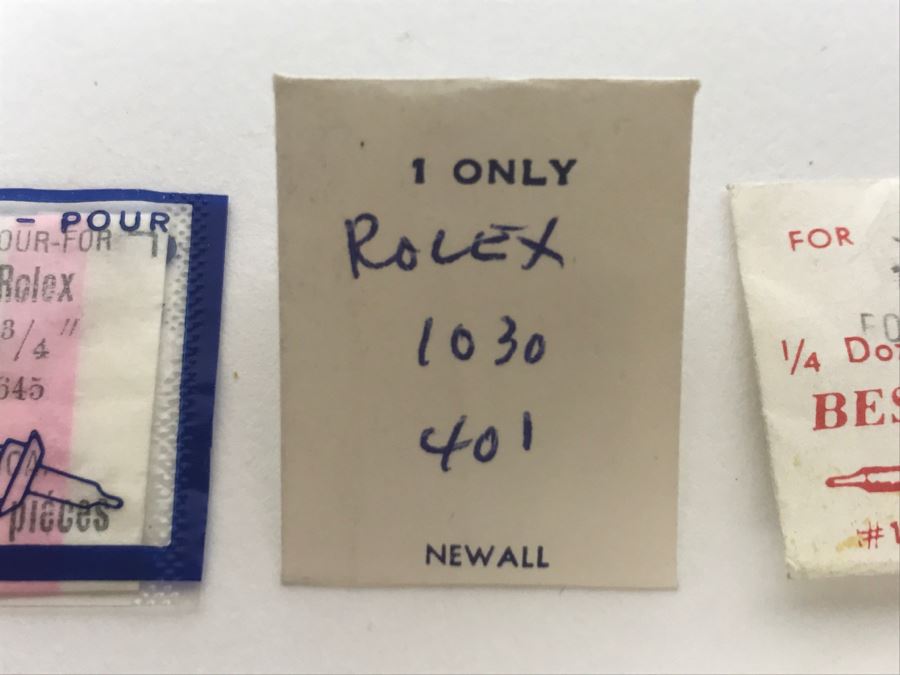 – POUR
OUR-FOR
Rolex
3/4 "
645
pièces
1 ONLY
ROLEX
1030
401
NEWALL
FOR
FO
1/4 Do
BES
#1